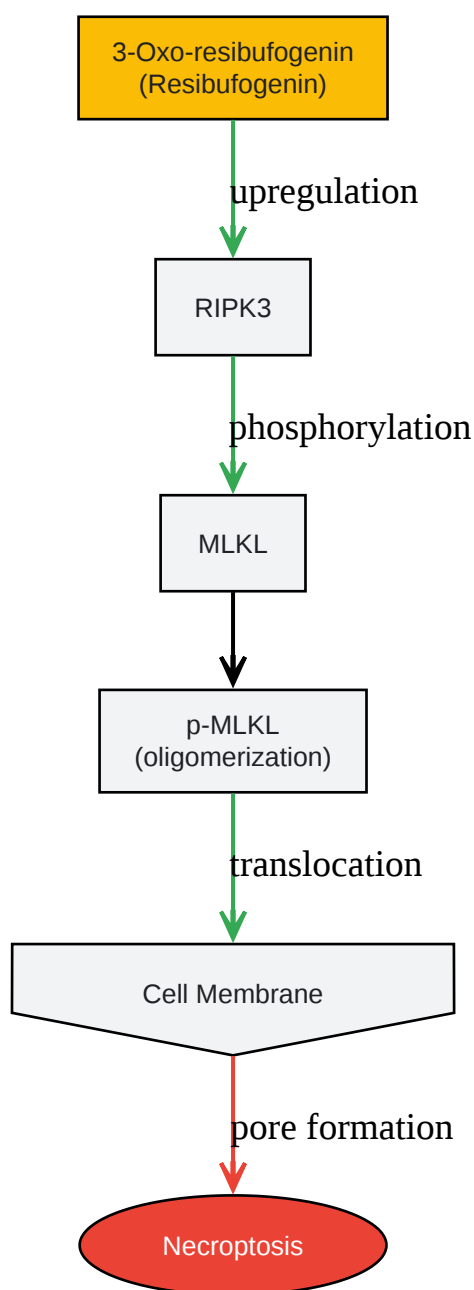 3-Oxo-resibufogenin
(Resibufogenin)
upregulation
RIPK3
phosphorylation
MLKL
p-MLKL
(oligomerization)
translocation
Cell Membrane
pore formation
Necroptosis